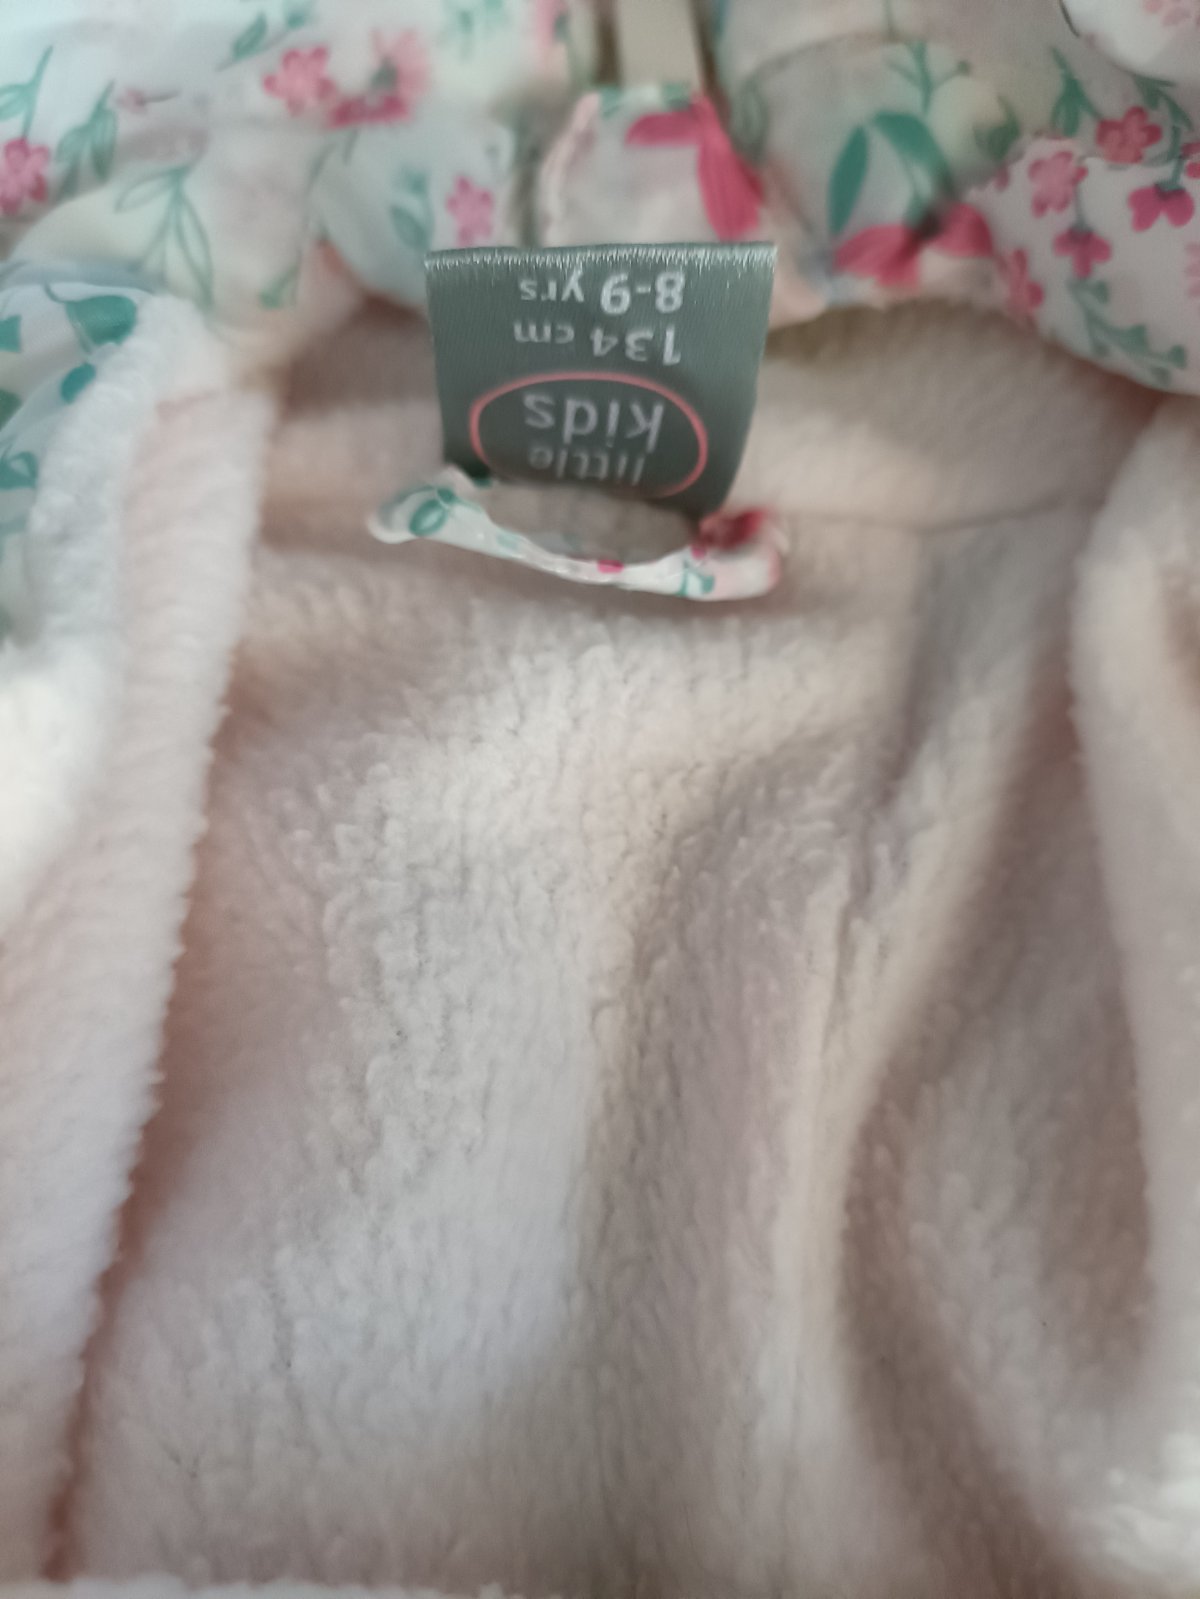 little
kids
134 cm
8-9 yrs